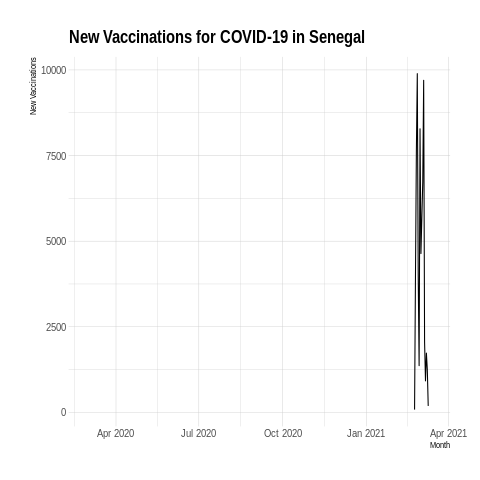 New Vaccinations for COVID-19 in Senegal
New Vaccinations
10000
7500
5000
2500
0
Apr 2020 Jul 2020 Oct 2020 Jan 2021 Apr 2021
Month